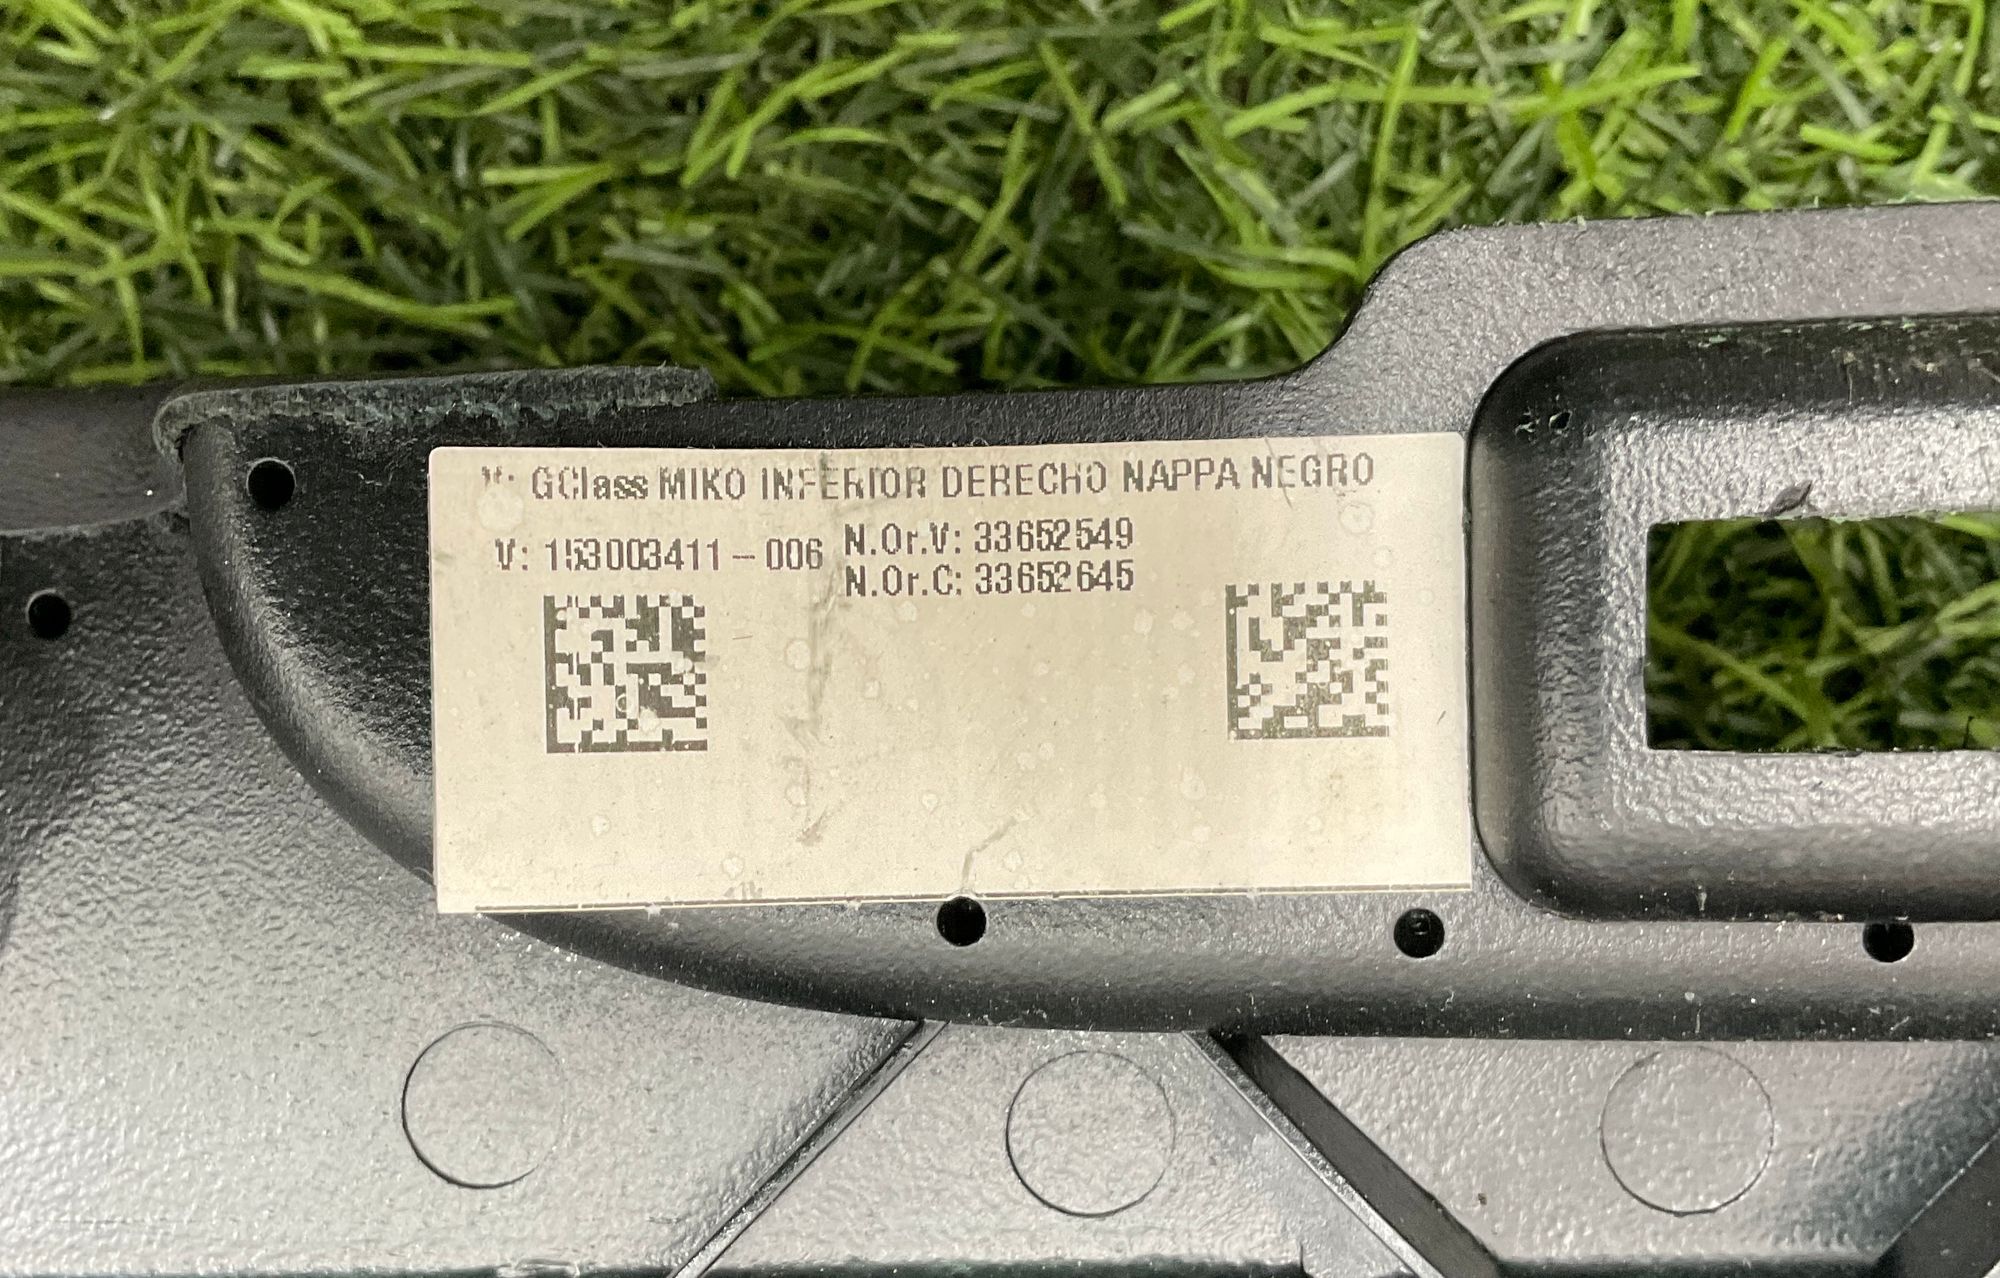 V: GClass MIKO INFERIOR DERECHO NAPPA NEGRO
V: 153003411-006
N.Or.V: 33652549
N.Or.C: 33652645